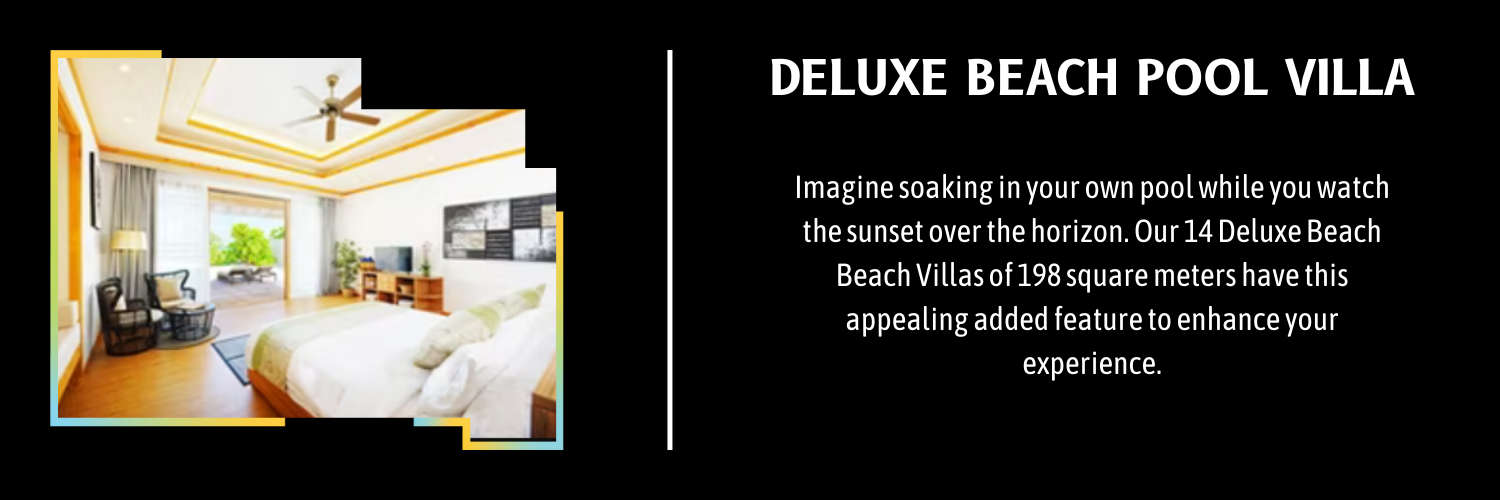 DELUXE BEACH POOL VILLA
Imagine soaking in your own pool while you watch
the sunset over the horizon. Our 14 Deluxe Beach
Beach Villas of 198 square meters have this
appealing added feature to enhance your
experience.